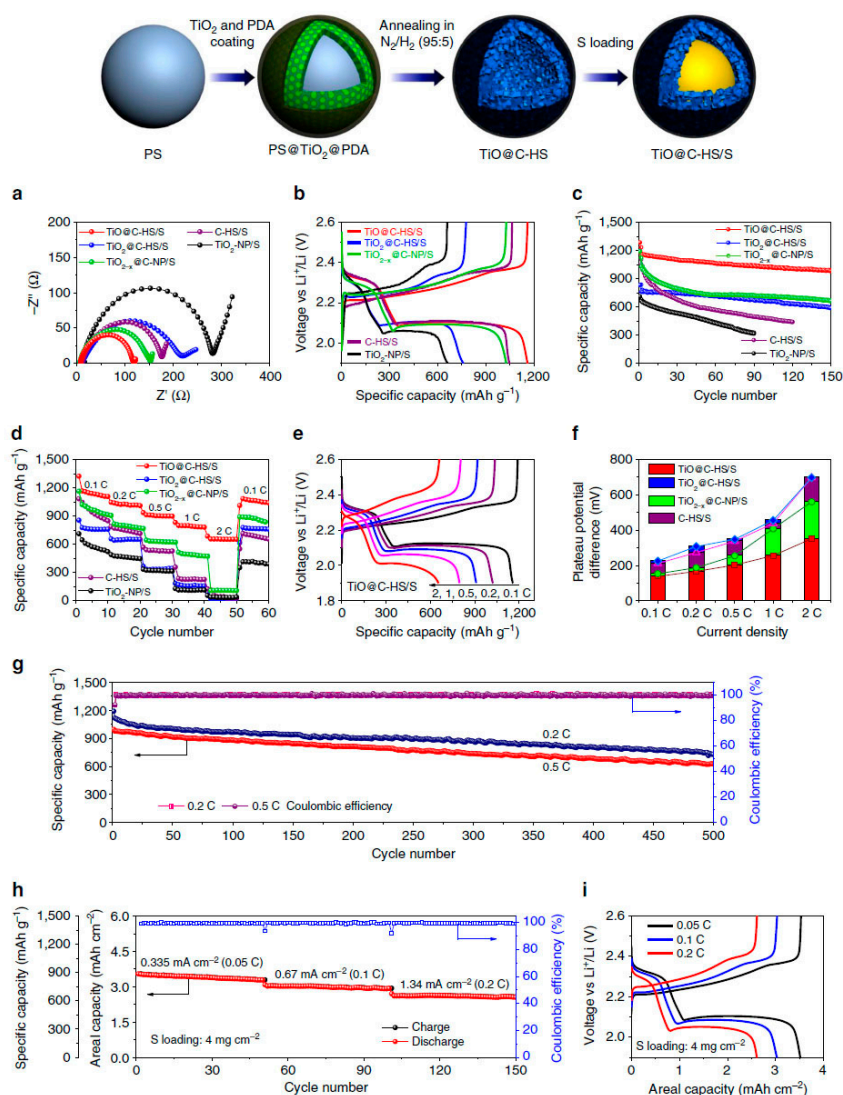 TiO2 and PDA
coating
Annealing in
N2/H2 (95:5)
S loading
PS
PS@TiO2@PDA
TiO@C-HS
TiO@C-HS/S
a
200
150
100
50
0
–Z″ (Ω)
TiO@C-HS/S
TiO2@C-HS/S
TiO2-x@C-NP/S
C-HS/S
TiO2-NP/S
0 100 200 300 400
Z′ (Ω)
b
2.6
2.4
2.2
2.0
Voltage vs Li+/Li (V)
TiO@C-HS/S
TiO2@C-HS/S
TiO2-x@C-NP/S
C-HS/S
TiO2-NP/S
0 300 600 900 1,200
Specific capacity (mAh g–1)
c
1,500
1,200
900
600
300
0
Specific capacity (mAh g–1)
TiO@C-HS/S
TiO2@C-HS/S
TiO2-x@C-NP/S
C-HS/S
TiO2-NP/S
0 30 60 90 120 150
Cycle number
d
1,500
1,200
900
600
300
0
Specific capacity (mAh g–1)
TiO@C-HS/S
TiO2@C-HS/S
TiO2-x@C-NP/S
0.1 C
0.2 C
0.5 C
1 C
2 C
0.1 C
C-HS/S
TiO2-NP/S
0 10 20 30 40 50 60
Cycle number
e
2.6
2.4
2.2
2.0
1.8
Voltage vs Li+/Li (V)
TiO@C-HS/S
2, 1, 0.5, 0.2, 0.1 C
0 300 600 900 1,200
Specific capacity (mAh g–1)
f
800
600
400
200
0
Plateau potential
difference (mV)
TiO@C-HS/S
TiO2@C-HS/S
TiO2-x@C-NP/S
C-HS/S
0.1 C 0.2 C 0.5 C 1 C 2 C
Current density
g
1,500
1,200
900
600
300
0
Specific capacity (mAh g–1)
0.2 C
0.5 C
0.2 C 0.5 C Coulombic efficiency
100
80
60
40
20
0
Coulombic efficiency (%)
0 50 100 150 200 250 300 350 400 450 500
Cycle number
h
1,500
1,200
900
600
300
0
Specific capacity (mAh g–1)
6.0
4.5
3.0
1.5
0.0
Areal capacity (mAh cm–2)
0.335 mA cm–2 (0.05 C)
0.67 mA cm–2 (0.1 C)
1.34 mA cm–2 (0.2 C)
S loading: 4 mg cm–2
Charge
Discharge
100
80
60
40
20
0
Coulombic efficiency (%)
0 30 60 90 120 150
Cycle number
i
2.6
2.4
2.2
2.0
Voltage vs Li+/Li (V)
0.05 C
0.1 C
0.2 C
S loading: 4 mg cm–2
0 1 2 3 4
Areal capacity (mAh cm–2)